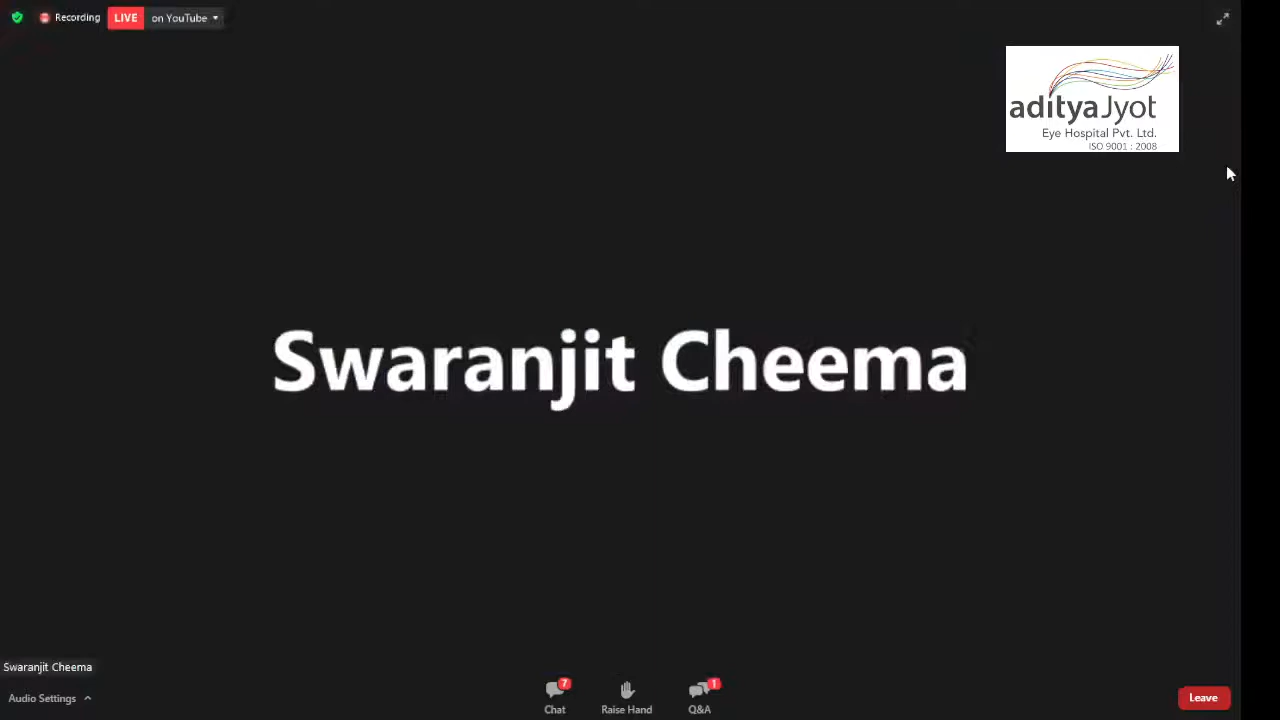 Recording LIVE on YouTube
adityaJyot
Eye Hospital Pvt. Ltd.
ISO 9001 : 2008
Swaranjit Cheema
Swaranjit Cheema
Audio Settings
7
Chat
Raise Hand
1
Q&A
Leave